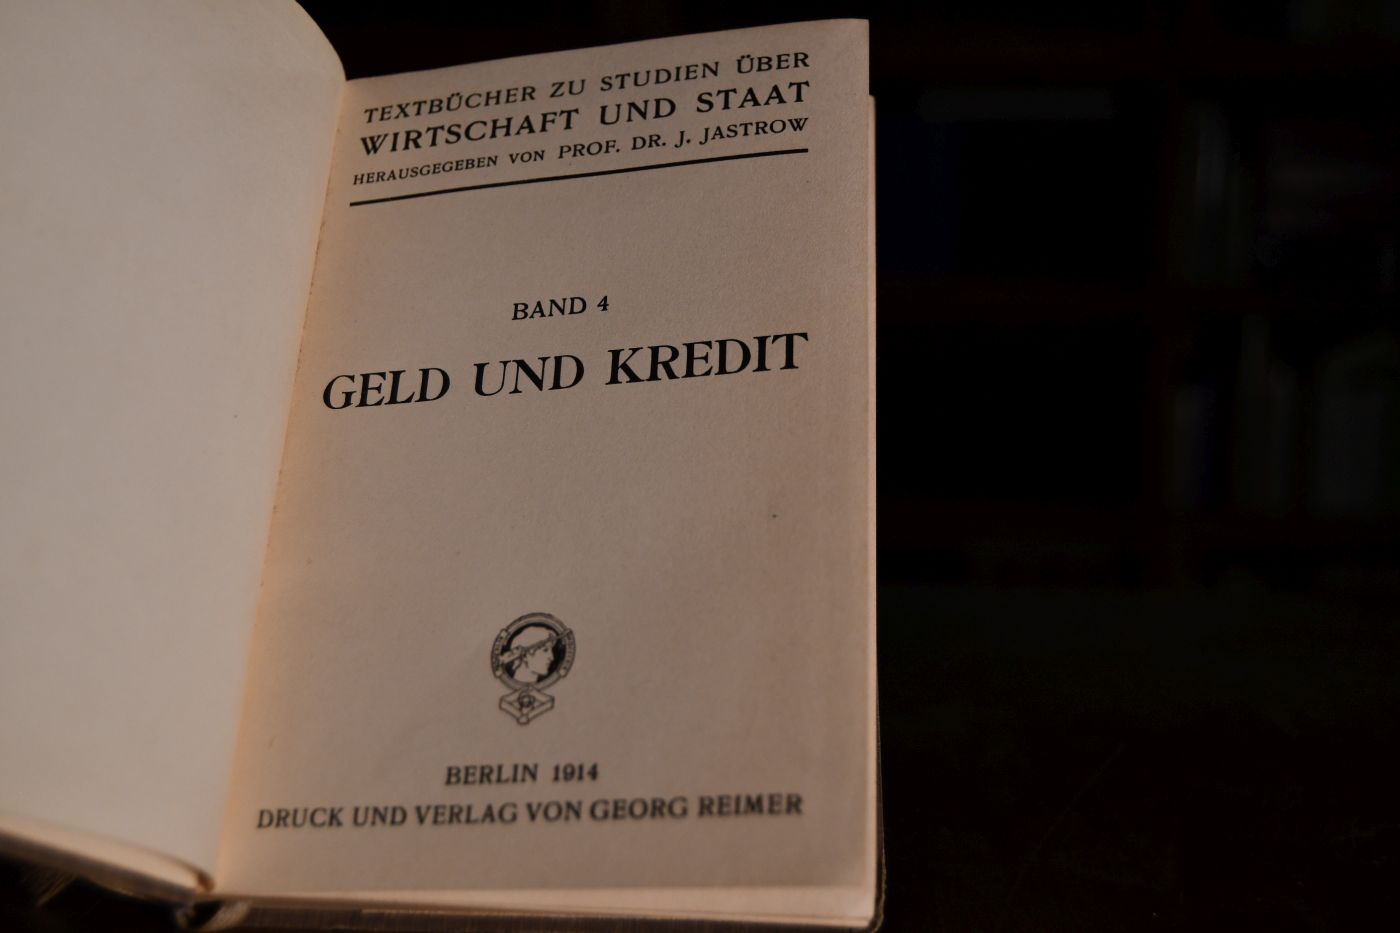 TEXTBÜCHER ZU STUDIEN ÜBER
WIRTSCHAFT UND STAAT
HERAUSGEGEBEN VON PROF. DR. J. JASTROW
BAND 4
GELD UND KREDIT
BERLIN 1914
DRUCK UND VERLAG VON GEORG REIMER